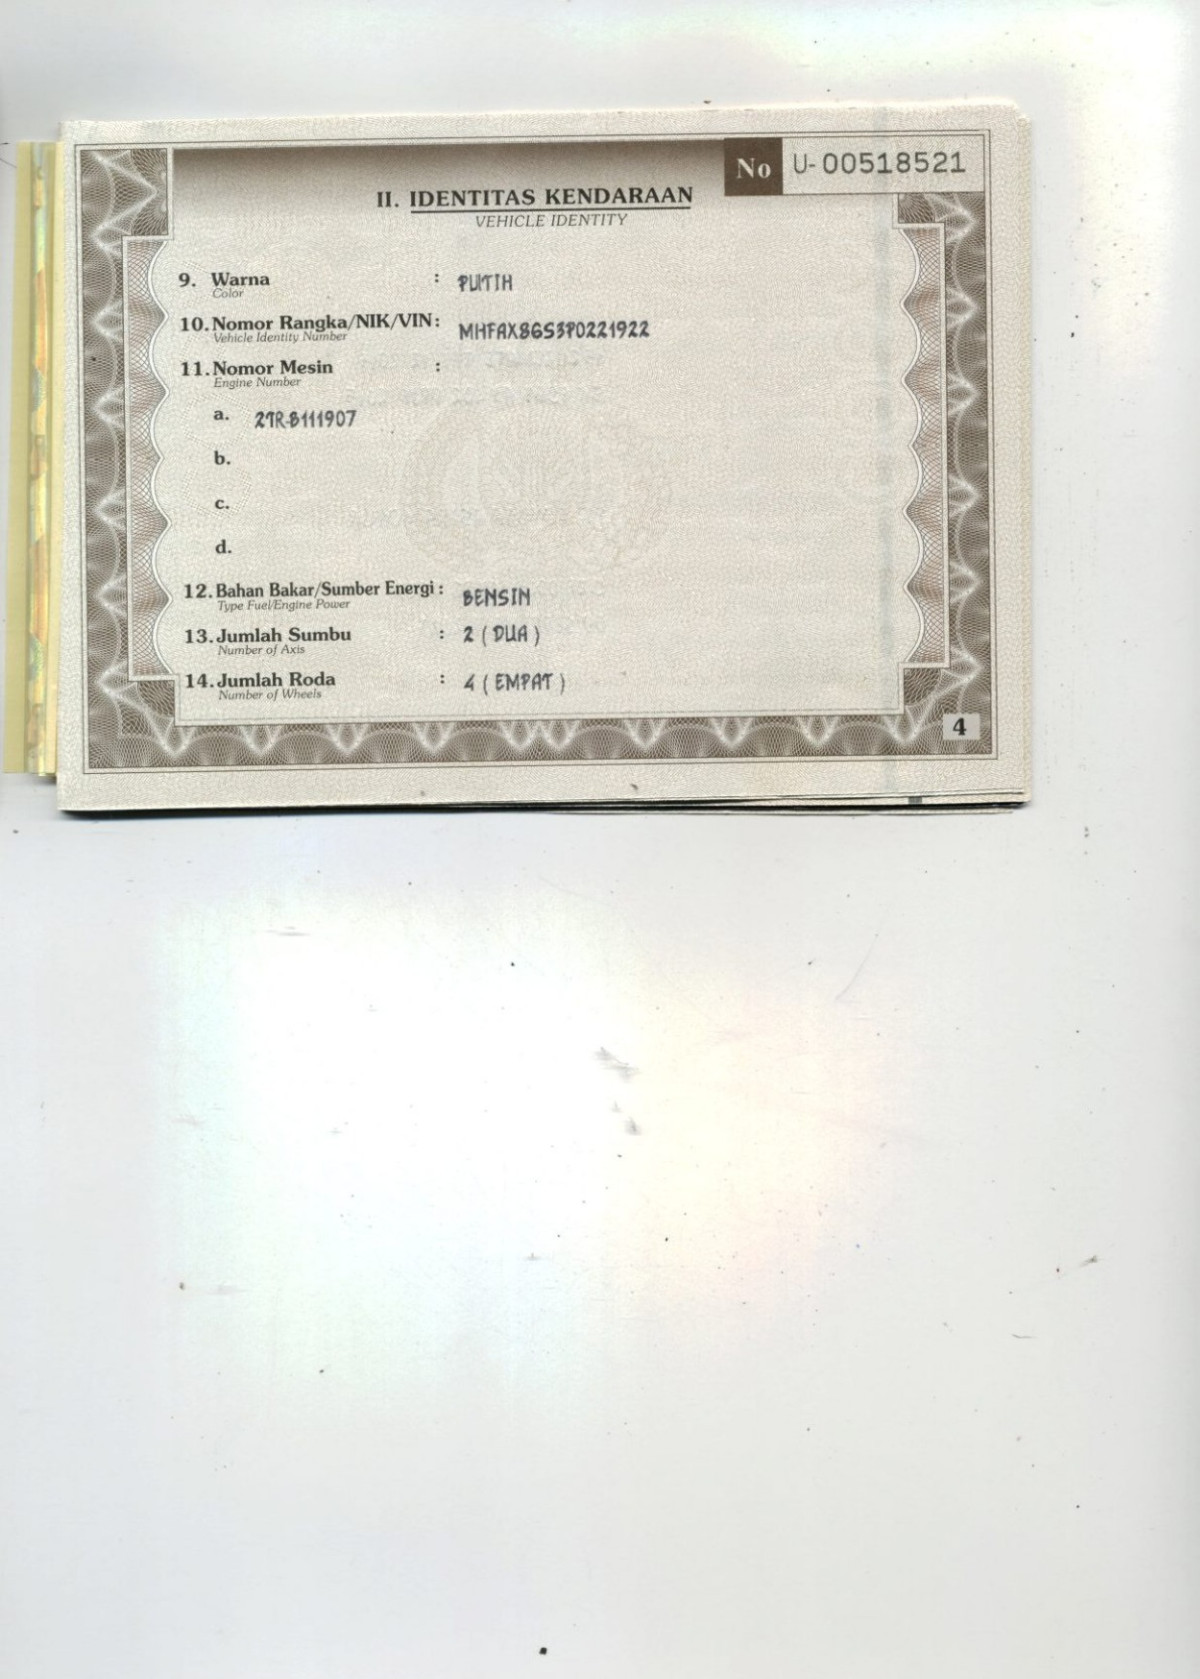 No U-00518521
II. IDENTITAS KENDARAAN
VEHICLE IDENTITY
9. Warna : PUTIH
Color
10. Nomor Rangka/NIK/VIN : MHFAX8GS3P0221922
Vehicle Identity Number
11. Nomor Mesin :
Engine Number
a. 2TR-B111907
b.
c.
d.
12. Bahan Bakar/Sumber Energi : BENSIN
Type Fuel/Engine Power
13. Jumlah Sumbu : 2 ( DUA )
Number of Axis
14. Jumlah Roda : 4 ( EMPAT )
Number of Wheels
4